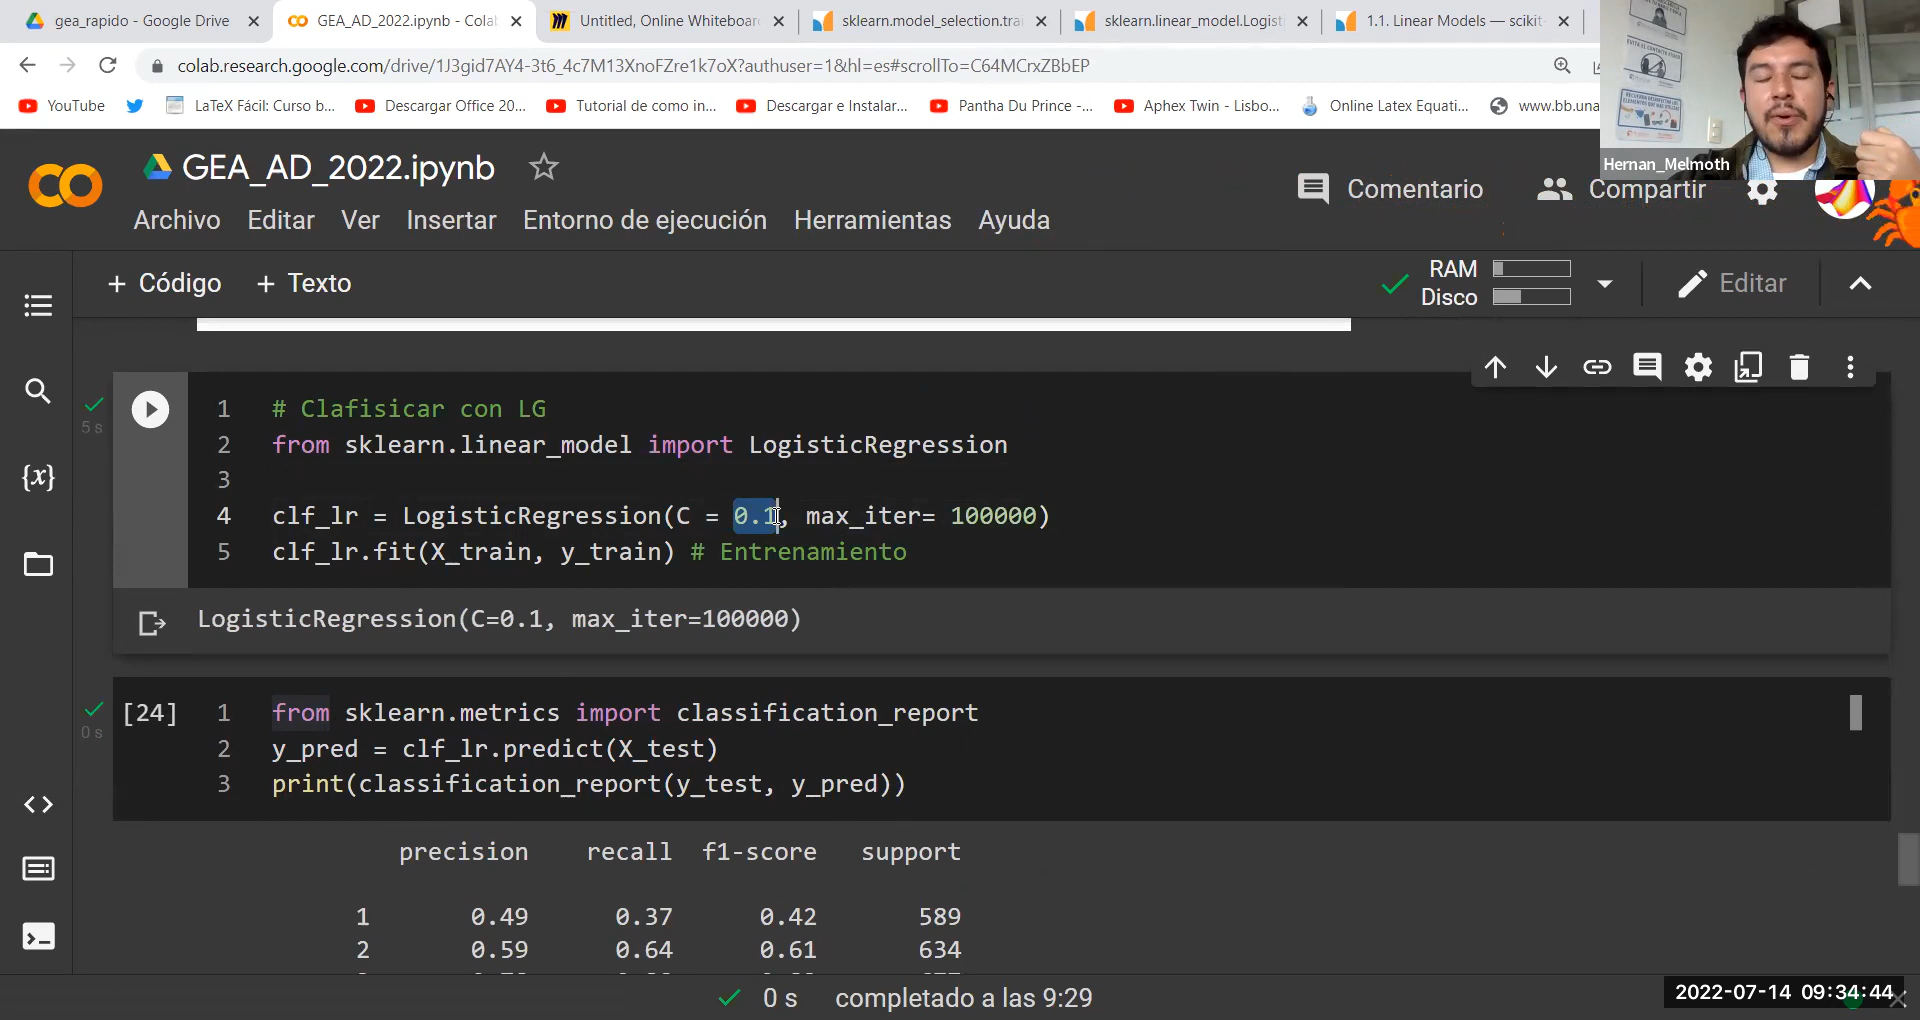 gea_rapido - Google Drive
GEA_AD_2022.ipynb - Cola
Untitled, Online Whiteboar
sklearn.model_selection.tra
sklearn.linear_model.Logist
1.1. Linear Models — scikit-
colab.research.google.com/drive/1J3gid7AY4-3t6_4c7M13XnoFZre1k7oX?authuser=1&hl=es#scrollTo=C64MCrxZBbEP
YouTube
LaTeX Fácil: Curso b...
Descargar Office 20...
Tutorial de como in...
Descargar e Instalar...
Pantha Du Prince -...
Aphex Twin - Lisbo...
Online Latex Equati...
www.bb.una
Hernan_Melmoth
GEA_AD_2022.ipynb
Comentario
Compartir
Archivo Editar Ver Insertar Entorno de ejecución Herramientas Ayuda
+ Código + Texto
RAM
Disco
Editar
5 s
1 # Clafisicar con LG
2 from sklearn.linear_model import LogisticRegression
3
4 clf_lr = LogisticRegression(C = 0.1, max_iter= 100000)
5 clf_lr.fit(X_train, y_train) # Entrenamiento
LogisticRegression(C=0.1, max_iter=100000)
0 s
[24]
1 from sklearn.metrics import classification_report
2 y_pred = clf_lr.predict(X_test)
3 print(classification_report(y_test, y_pred))
precision recall f1-score support
1 0.49 0.37 0.42 589
2 0.59 0.64 0.61 634
0 s completado a las 9:29
2022-07-14 09:34:44